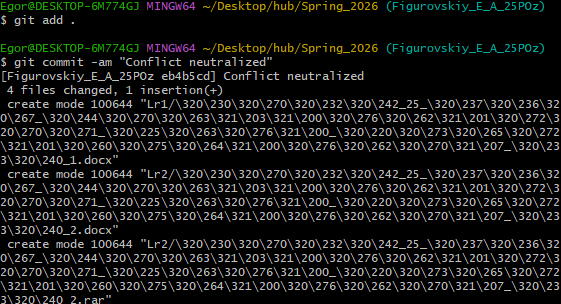 Egor@DESKTOP-6M774GJ MINGW64 ~/Desktop/hub/Spring_2026 (Figurovskiy_E_A_25POz)
$ git add .
Egor@DESKTOP-6M774GJ MINGW64 ~/Desktop/hub/Spring_2026 (Figurovskiy_E_A_25POz)
$ git commit -am "Conflict neutralized"
[Figurovskiy_E_A_25POz eb4b5cd] Conflict neutralized
 4 files changed, 1 insertion(+)
 create mode 100644 "Lr1/\320\230\320\270\320\232\320\242_25_\320\237\320\236\32
0\267_\320\244\320\270\320\263\321\203\321\200\320\276\320\262\321\201\320\272\3
20\270\320\271_\320\225\320\263\320\276\321\200_\320\220\320\273\320\265\320\272
\321\201\320\260\320\275\320\264\321\200\320\276\320\262\320\270\321\207_\320\23
3\320\240_1.docx"
 create mode 100644 "Lr2/\320\230\320\270\320\232\320\242_25_\320\237\320\236\32
0\267_\320\244\320\270\320\263\321\203\321\200\320\276\320\262\321\201\320\272\3
20\270\320\271_\320\225\320\263\320\276\321\200_\320\220\320\273\320\265\320\272
\321\201\320\260\320\275\320\264\321\200\320\276\320\262\320\270\321\207_\320\23
3\320\240_2.docx"
 create mode 100644 "Lr2/\320\230\320\270\320\232\320\242_25_\320\237\320\236\32
0\267_\320\244\320\270\320\263\321\203\321\200\320\276\320\262\321\201\320\272\3
20\270\320\271_\320\225\320\263\320\276\321\200_\320\220\320\273\320\265\320\272
\321\201\320\260\320\275\320\264\321\200\320\276\320\262\320\270\321\207_\320\23
3\320\240_2.rar"